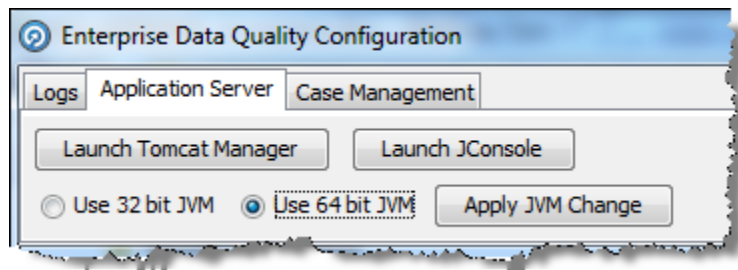 Enterprise Data Quality Configuration
Logs Application Server Case Management
Launch Tomcat Manager Launch JConsole
Use 32 bit JVM Use 64 bit JVM Apply JVM Change